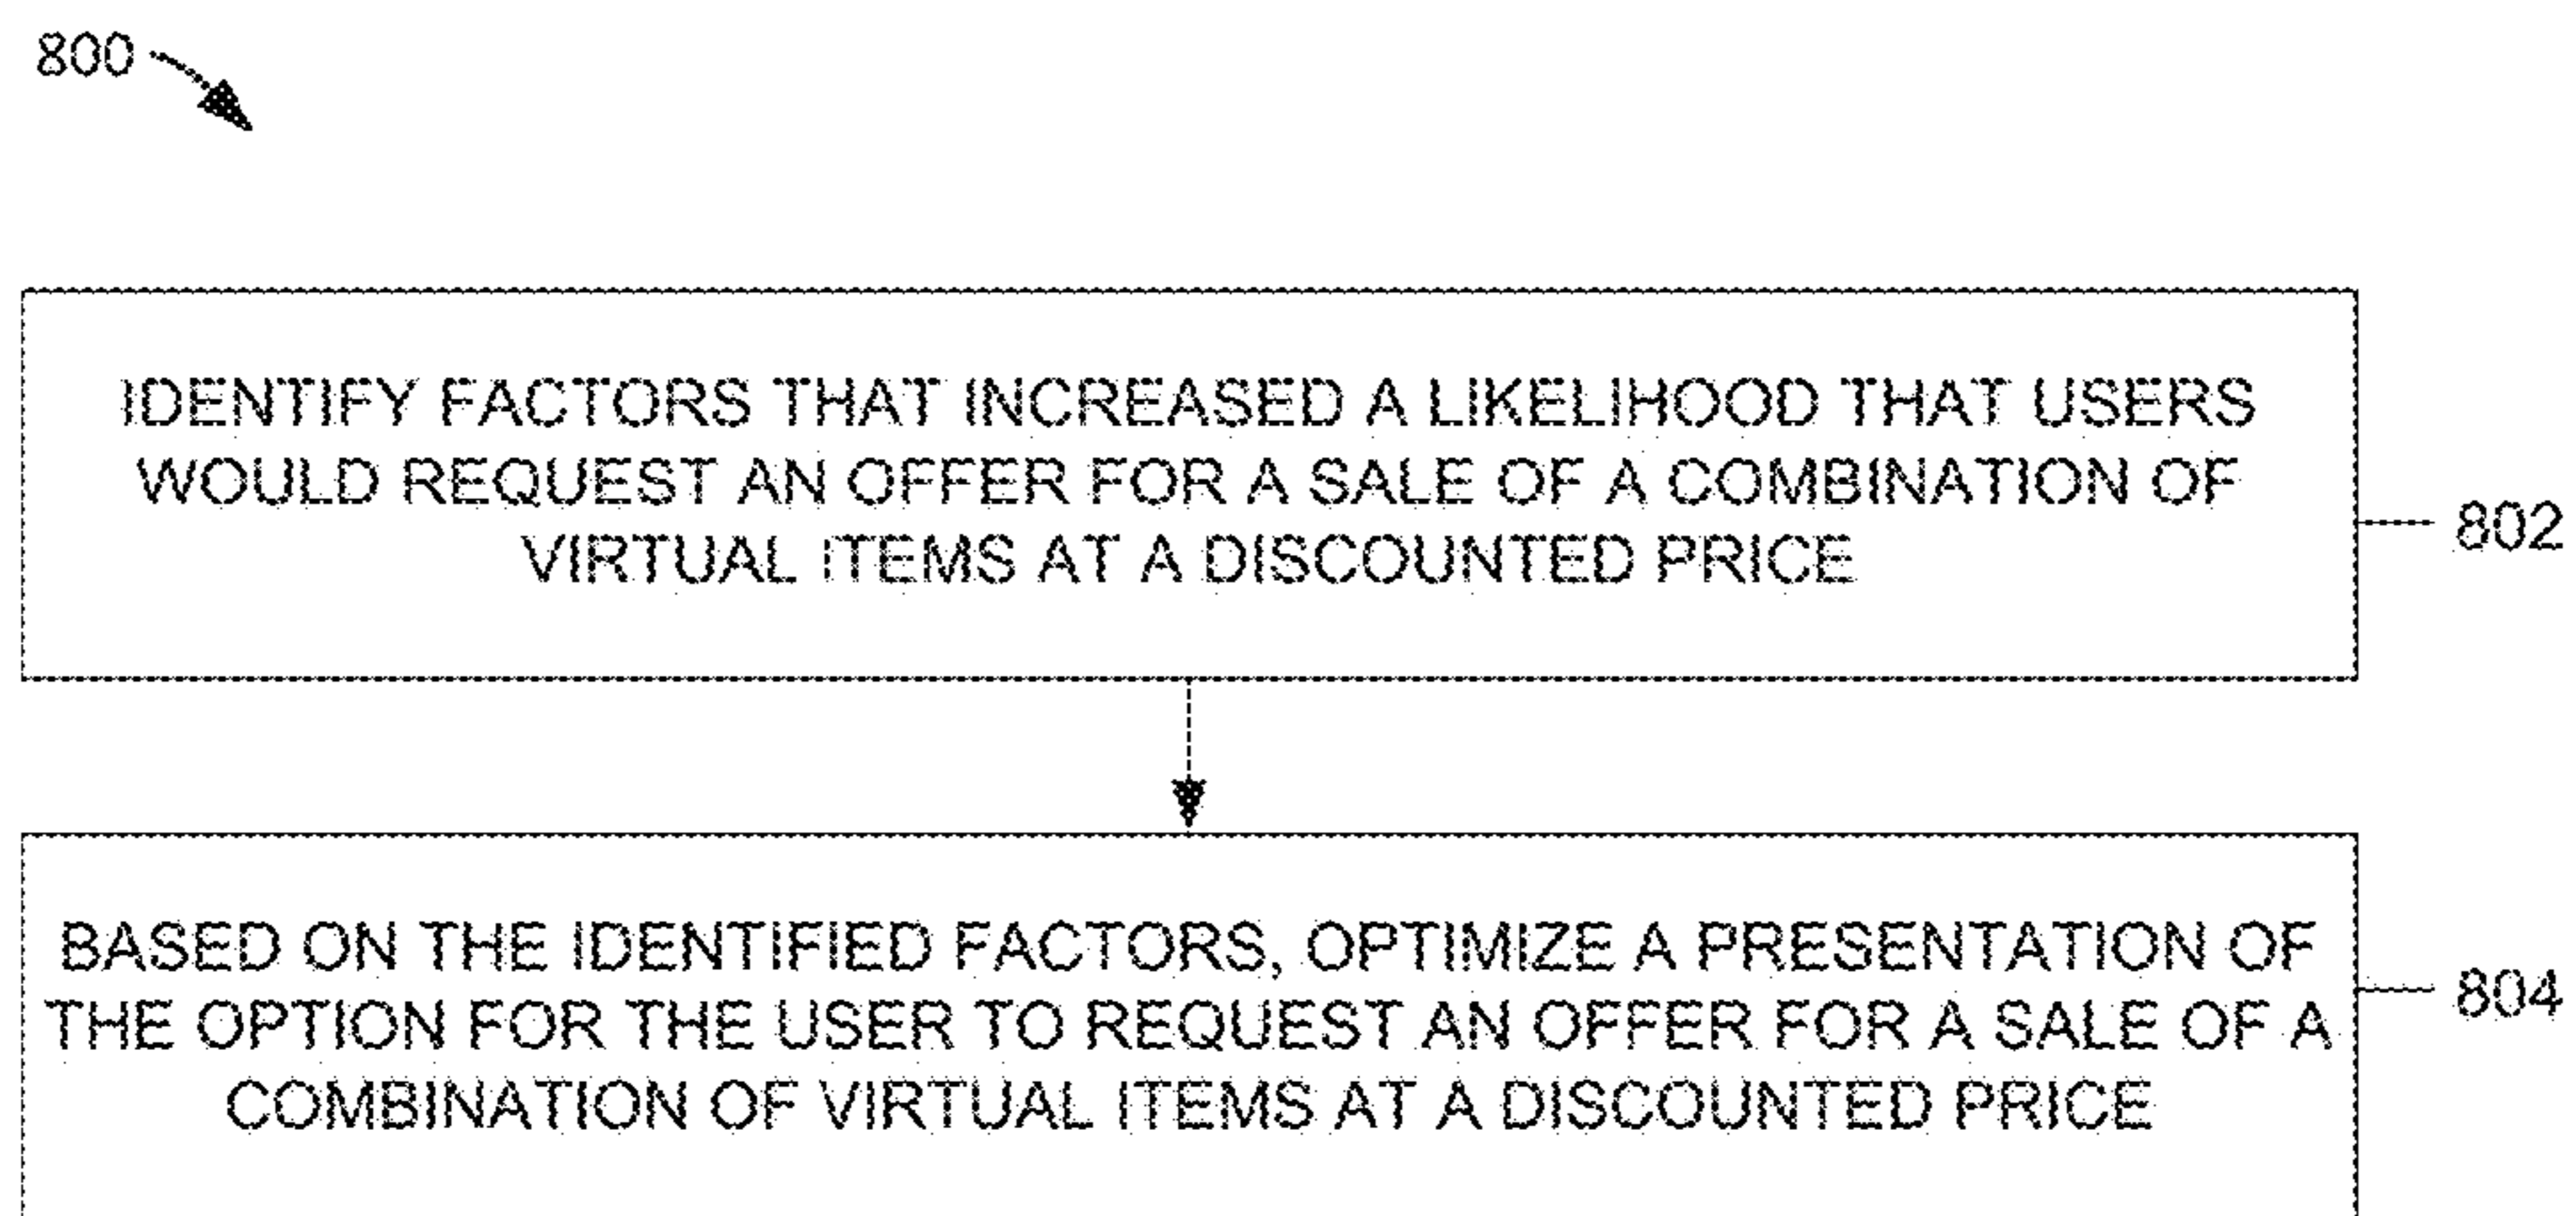 800
IDENTIFY FACTORS THAT INCREASED A LIKELIHOOD THAT USERS
WOULD REQUEST AN OFFER FOR A SALE OF A COMBINATION OF
VIRTUAL ITEMS AT A DISCOUNTED PRICE
802
BASED ON THE IDENTIFIED FACTORS, OPTIMIZE A PRESENTATION OF
THE OPTION FOR THE USER TO REQUEST AN OFFER FOR A SALE OF A
COMBINATION OF VIRTUAL ITEMS AT A DISCOUNTED PRICE
804